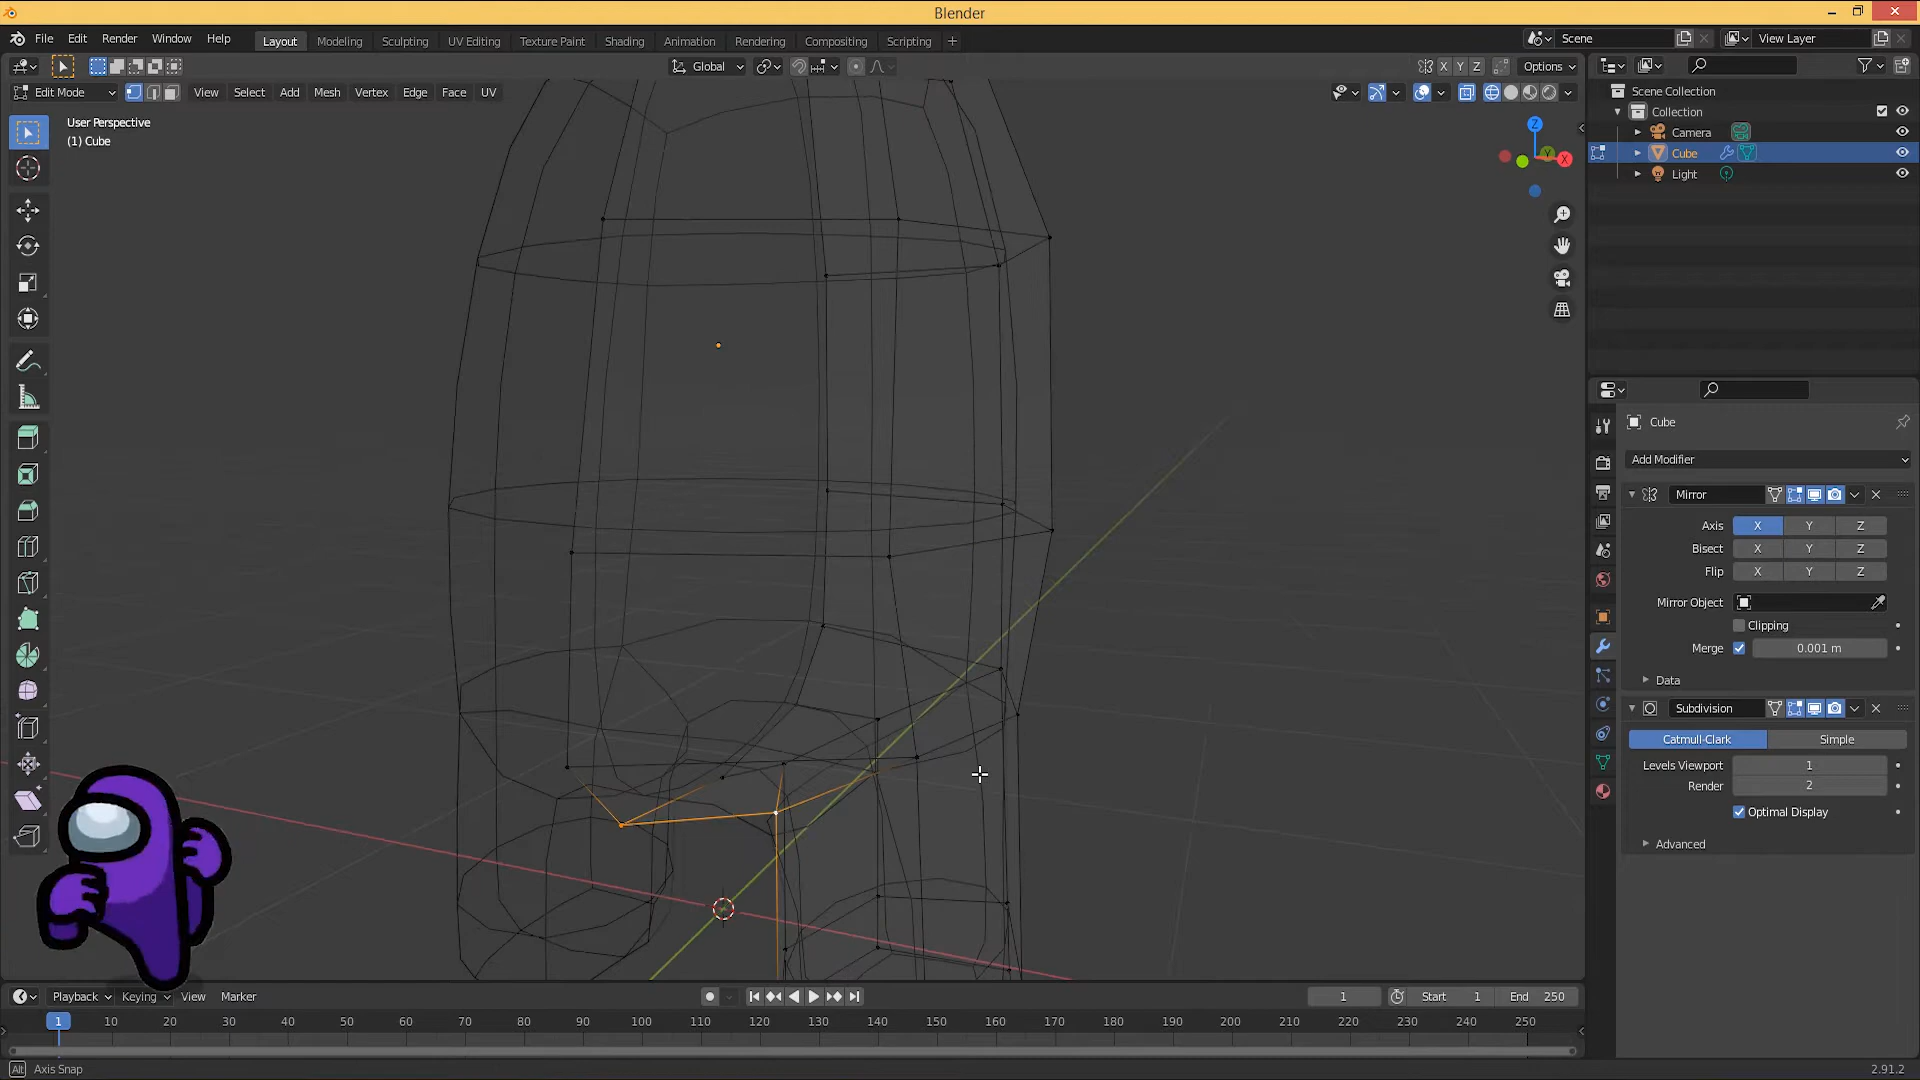 Blender
File Edit Render Window Help Layout Modeling Sculpting UV Editing Texture Paint Shading Animation Rendering Compositing Scripting + Scene View Layer
Global X Y Z Options
Edit Mode View Select Add Mesh Vertex Edge Face UV
User Perspective
(1) Cube
Z
Y
X
Scene Collection
Collection
Camera
Cube
Light
Cube
Add Modifier
Mirror
Axis X Y Z
Bisect X Y Z
Flip X Y Z
Mirror Object
Clipping
Merge 0.001 m
Data
Subdivision
Catmull-Clark Simple
Levels Viewport 1
Render 2
Optimal Display
Advanced
Playback Keying View Marker 1 Start 1 End 250
1 10 20 30 40 50 60 70 80 90 100 110 120 130 140 150 160 170 180 190 200 210 220 230 240 250
Alt Axis Snap 2.91.2